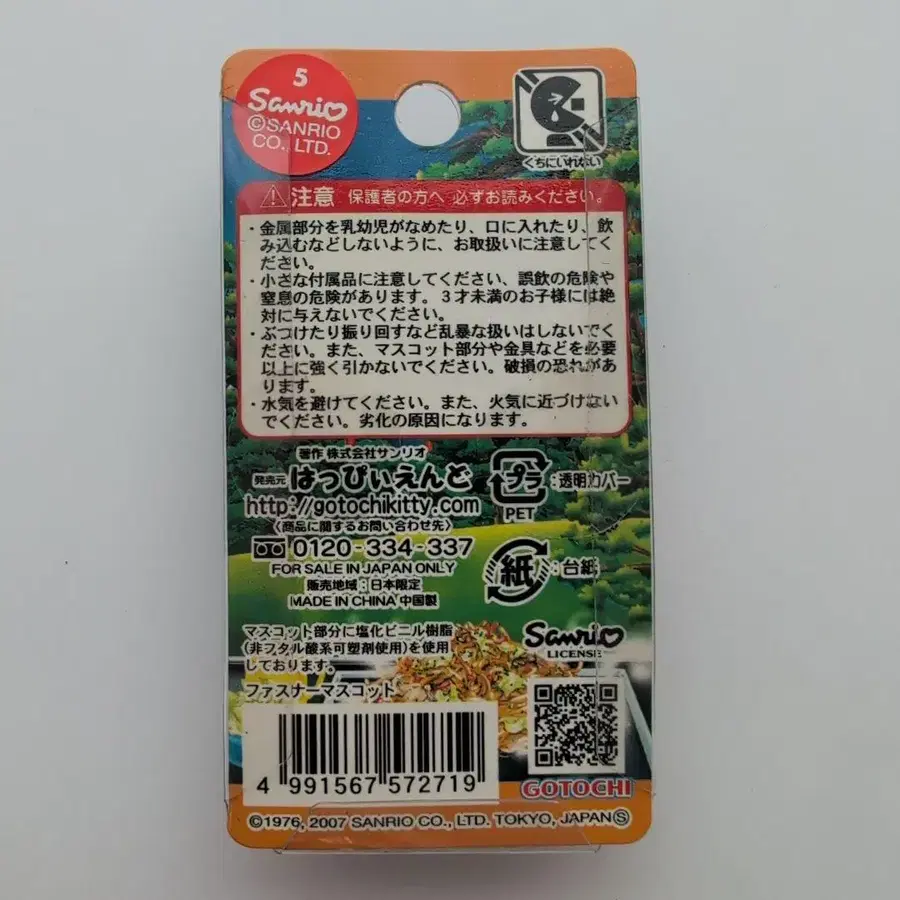 5
Sanrio
©SANRIO
CO., LTD.
くちにいれない
注意 保護者の方へ 必ずお読みください。
・金属部分を乳幼児がなめたり、口に入れたり、飲
み込むなどしないように、お取扱いに注意してく
ださい。
・小さな付属品に注意してください、誤飲の危険や
窒息の危険があります。3才未満のお子様には絶
対に与えないでください。
・ぶつけたり振り回すなど乱暴な扱いはしないでく
ださい。また、マスコット部分や金具などを必要
以上に強く引かないでください。破損の恐れがあ
ります。
・水気を避けてください。また、火気に近づけない
でください。劣化の原因になります。
著作 株式会社サンリオ
発売元 はっぴぃえんど
http://gotochikitty.com
〈商品に関するお問い合わせ先〉
0120-334-337
FOR SALE IN JAPAN ONLY
販売地域:日本限定
MADE IN CHINA 中国製
プラ :透明カバー
PET
紙 :台紙
マスコット部分に塩化ビニル樹脂
(非フタル酸系可塑剤使用)を使用
しております。
ファスナーマスコット
Sanrio
LICENSE
4 991567 572719
GOTOCHI
©1976, 2007 SANRIO CO., LTD. TOKYO, JAPAN Ⓢ